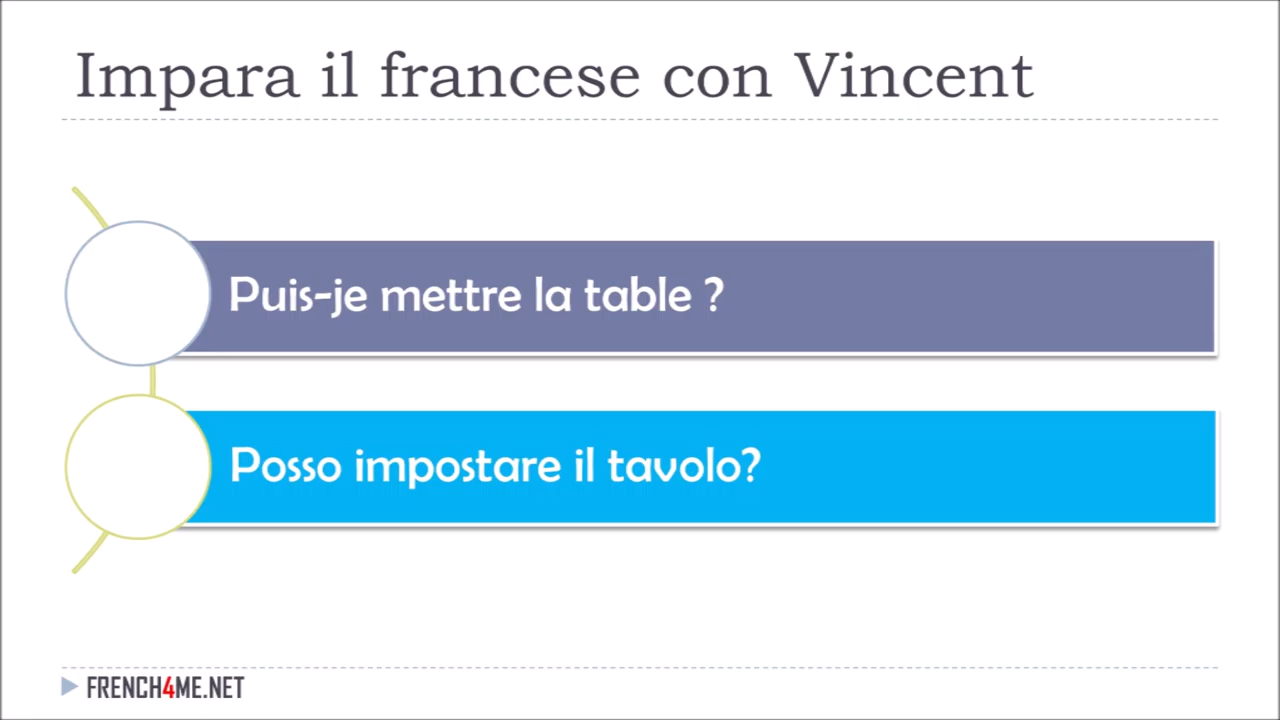 Impara il francese con Vincent
Puis-je mettre la table ?
Posso impostare il tavolo?
FRENCH4ME.NET